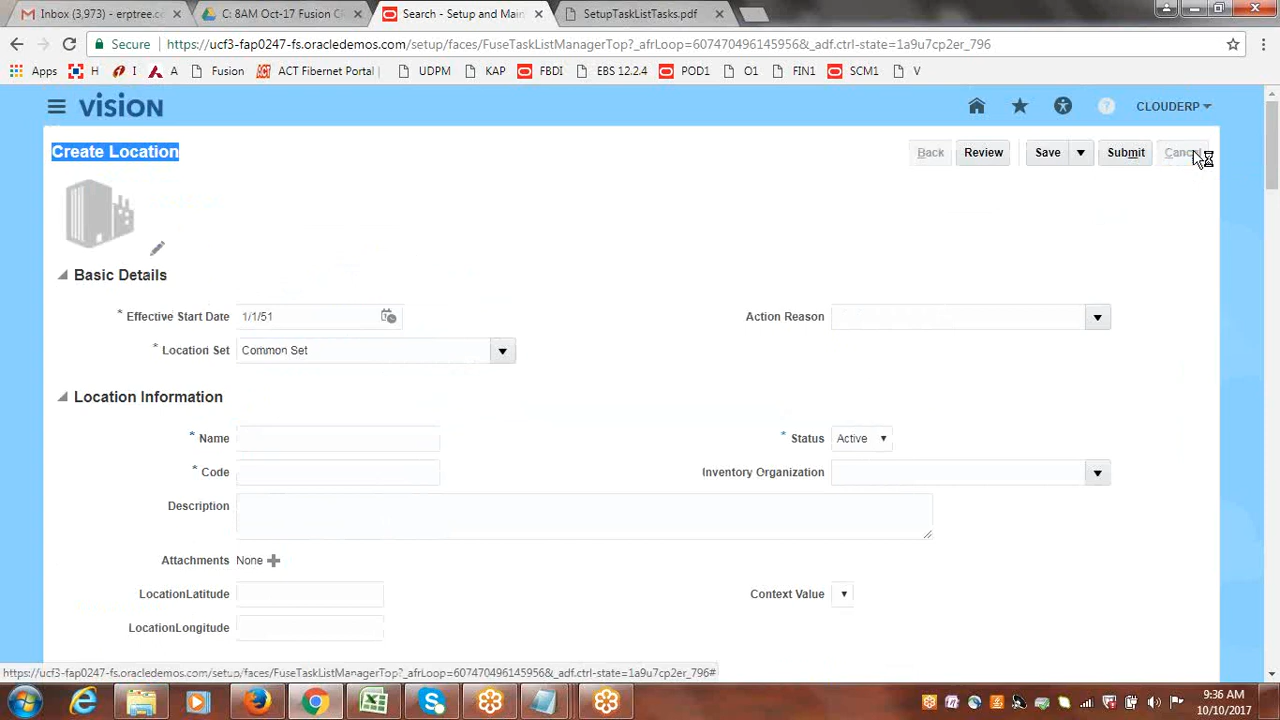 Inbox (3,973) - erptree.c
C: 8AM Oct-17 Fusion C
Search - Setup and Main
SetupTaskListTasks.pdf
Secure
https://ucf3-fap0247-fs.oracledemos.com/setup/faces/FuseTaskListManagerTop?_afrLoop=6074704961459568&_adf.ctrl-state=1a9u7cp2er_796
Apps H I A Fusion ACT Fibernet Portal UDPM KAP FBDI EBS 12.2.4 POD1 O1 FIN1 SCM1 V
VISION
CLOUDERP
Create Location
Back Review Save Submit Cancel
Basic Details
* Effective Start Date 1/1/51
Action Reason
* Location Set Common Set
Location Information
* Name
* Status Active
* Code
Inventory Organization
Description
Attachments None
LocationLatitude
Context Value
LocationLongitude
https://ucf3-fap0247-fs.oracledemos.com/setup/faces/FuseTaskListManagerTop?_afrLoop=6074704961459568&_adf.ctrl-state=1a9u7cp2er_796#
9:36 AM
10/10/2017